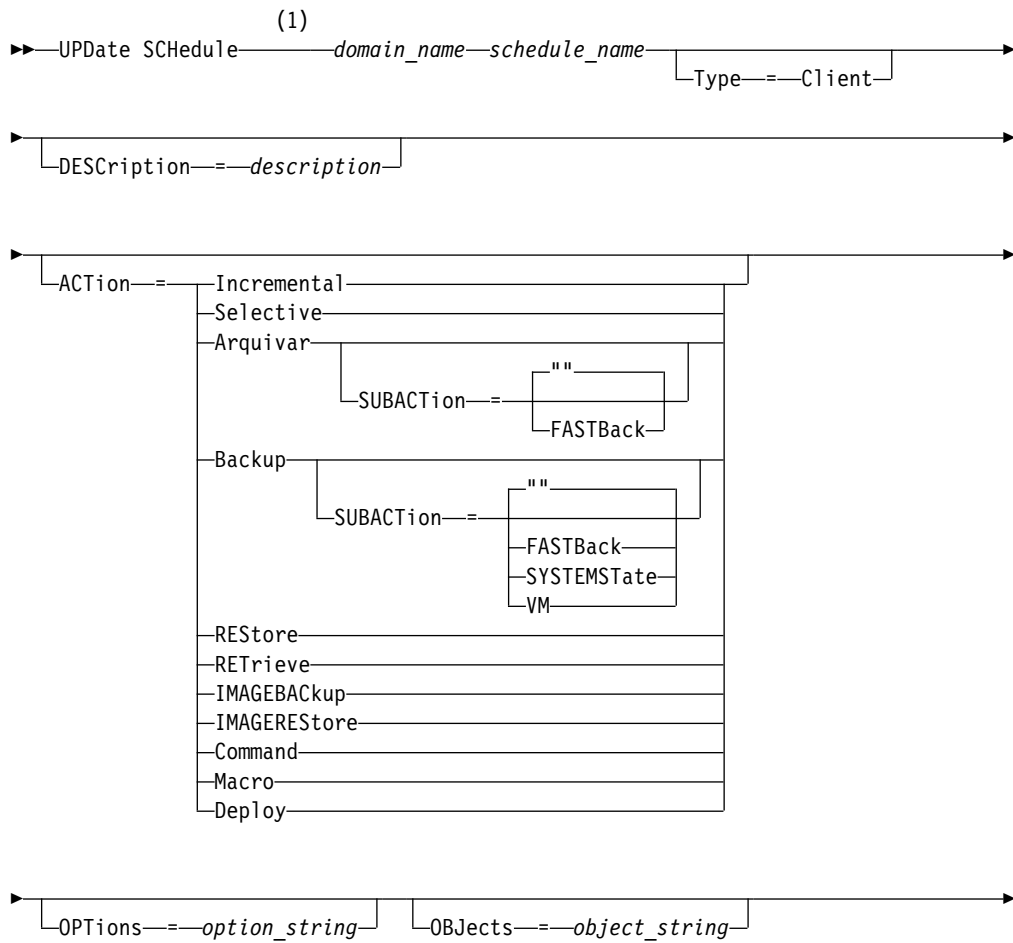 (1)
UPDate SCHedule domain_name schedule_name
Type = Client
DESCription = description
ACTion = Incremental
Selective
Arquivar
""
SUBACTion =
FASTBack
Backup
""
SUBACTion =
FASTBack
SYSTEMSTate
VM
REStore
RETrieve
IMAGEBACkup
IMAGEREStore
Command
Macro
Deploy
OPTions = option_string OBJects = object_string